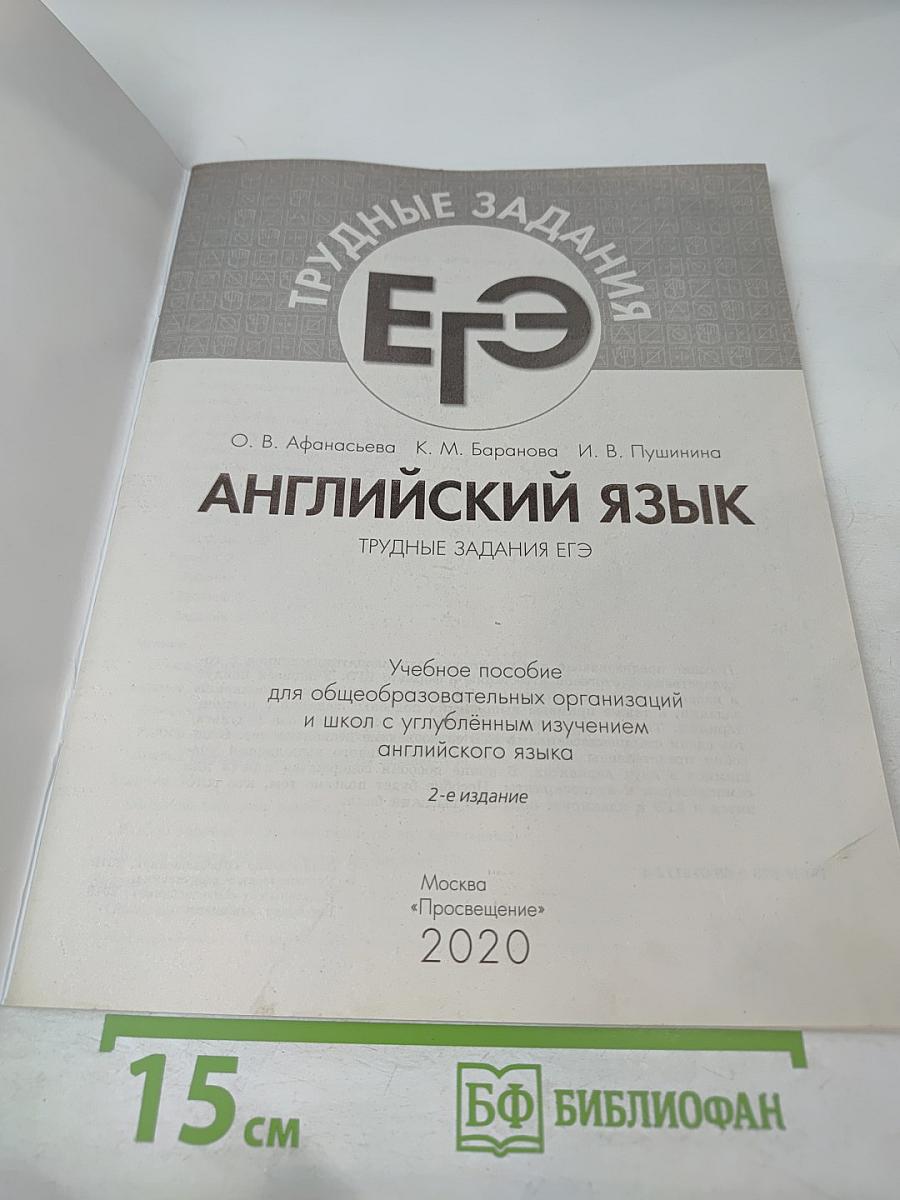 ТРУДНЫЕ ЗАДАНИЯ
ЕГЭ
О. В. Афанасьева К. М. Баранова И. В. Пушинина
АНГЛИЙСКИЙ ЯЗЫК
ТРУДНЫЕ ЗАДАНИЯ ЕГЭ
Учебное пособие
для общеобразовательных организаций
и школ с углублённым изучением
английского языка
2-е издание
Москва
«Просвещение»
2020
15 см
БФ БИБЛИОФАН